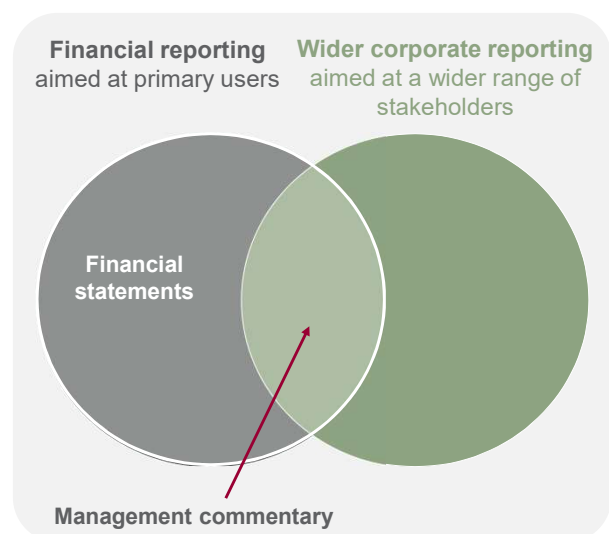 Financial reporting
aimed at primary users
Wider corporate reporting
aimed at a wider range of
stakeholders
Financial
statements
Management commentary